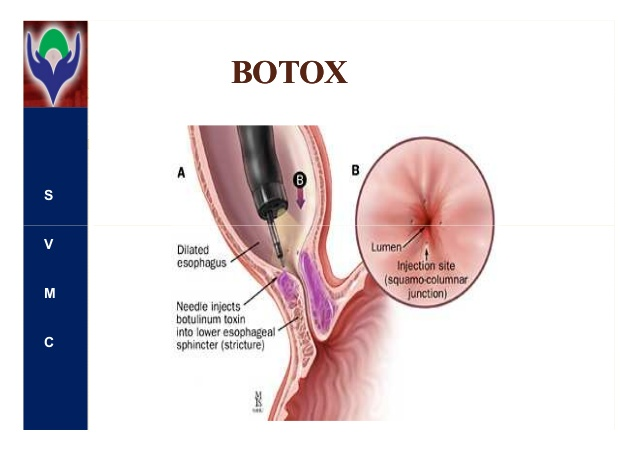 BOTOX
S
V
M
C
A
B
B
Dilated
esophagus
Needle injects
botulinum toxin
into lower esophageal
sphincter (stricture)
Lumen
Injection site
(squamo-columnar
junction)